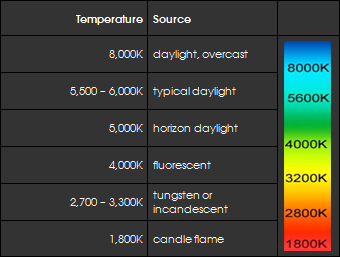 Temperature Source
8,000K daylight, overcast
5,500 – 6,000K typical daylight
5,000K horizon daylight
4,000K fluorescent
2,700 – 3,300K tungsten or
incandescent
1,800K candle flame
8000K
5600K
4000K
3200K
2800K
1800K